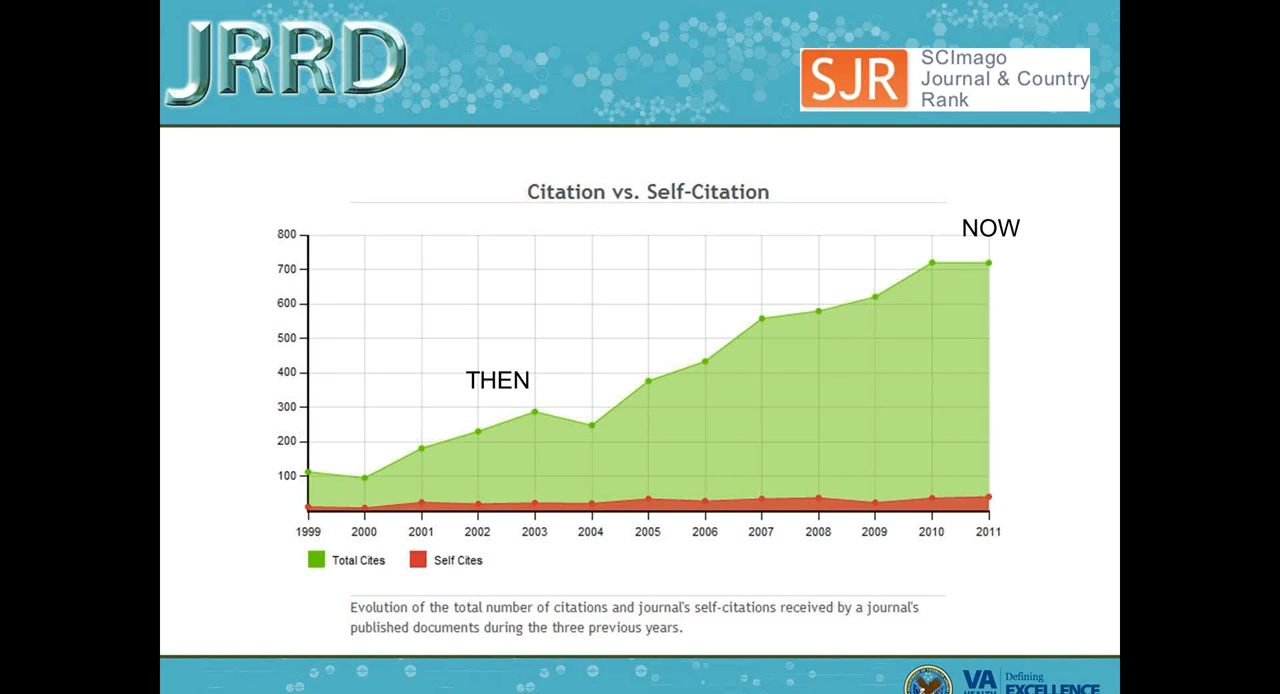 JRRD
SJR
SCImago
Journal & Country
Rank
Citation vs. Self-Citation
NOW
THEN
800
700
600
500
400
300
200
100
1999 2000 2001 2002 2003 2004 2005 2006 2007 2008 2009 2010 2011
Total Cites Self Cites
Evolution of the total number of citations and journal's self-citations received by a journal's
published documents during the three previous years.
VA Defining
HEALTH EXCELLENCE